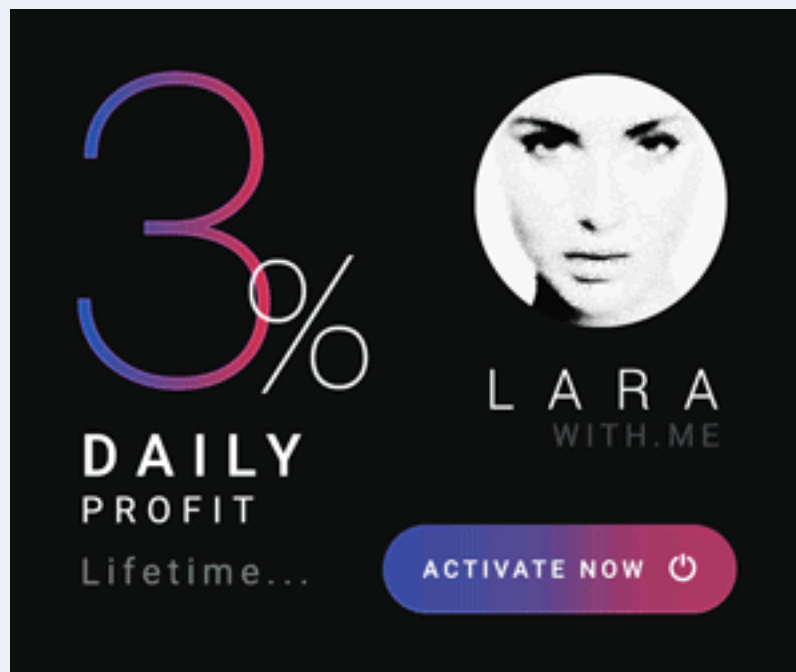 3%
DAILY
PROFIT
Lifetime...
LARA
WITH.ME
ACTIVATE NOW